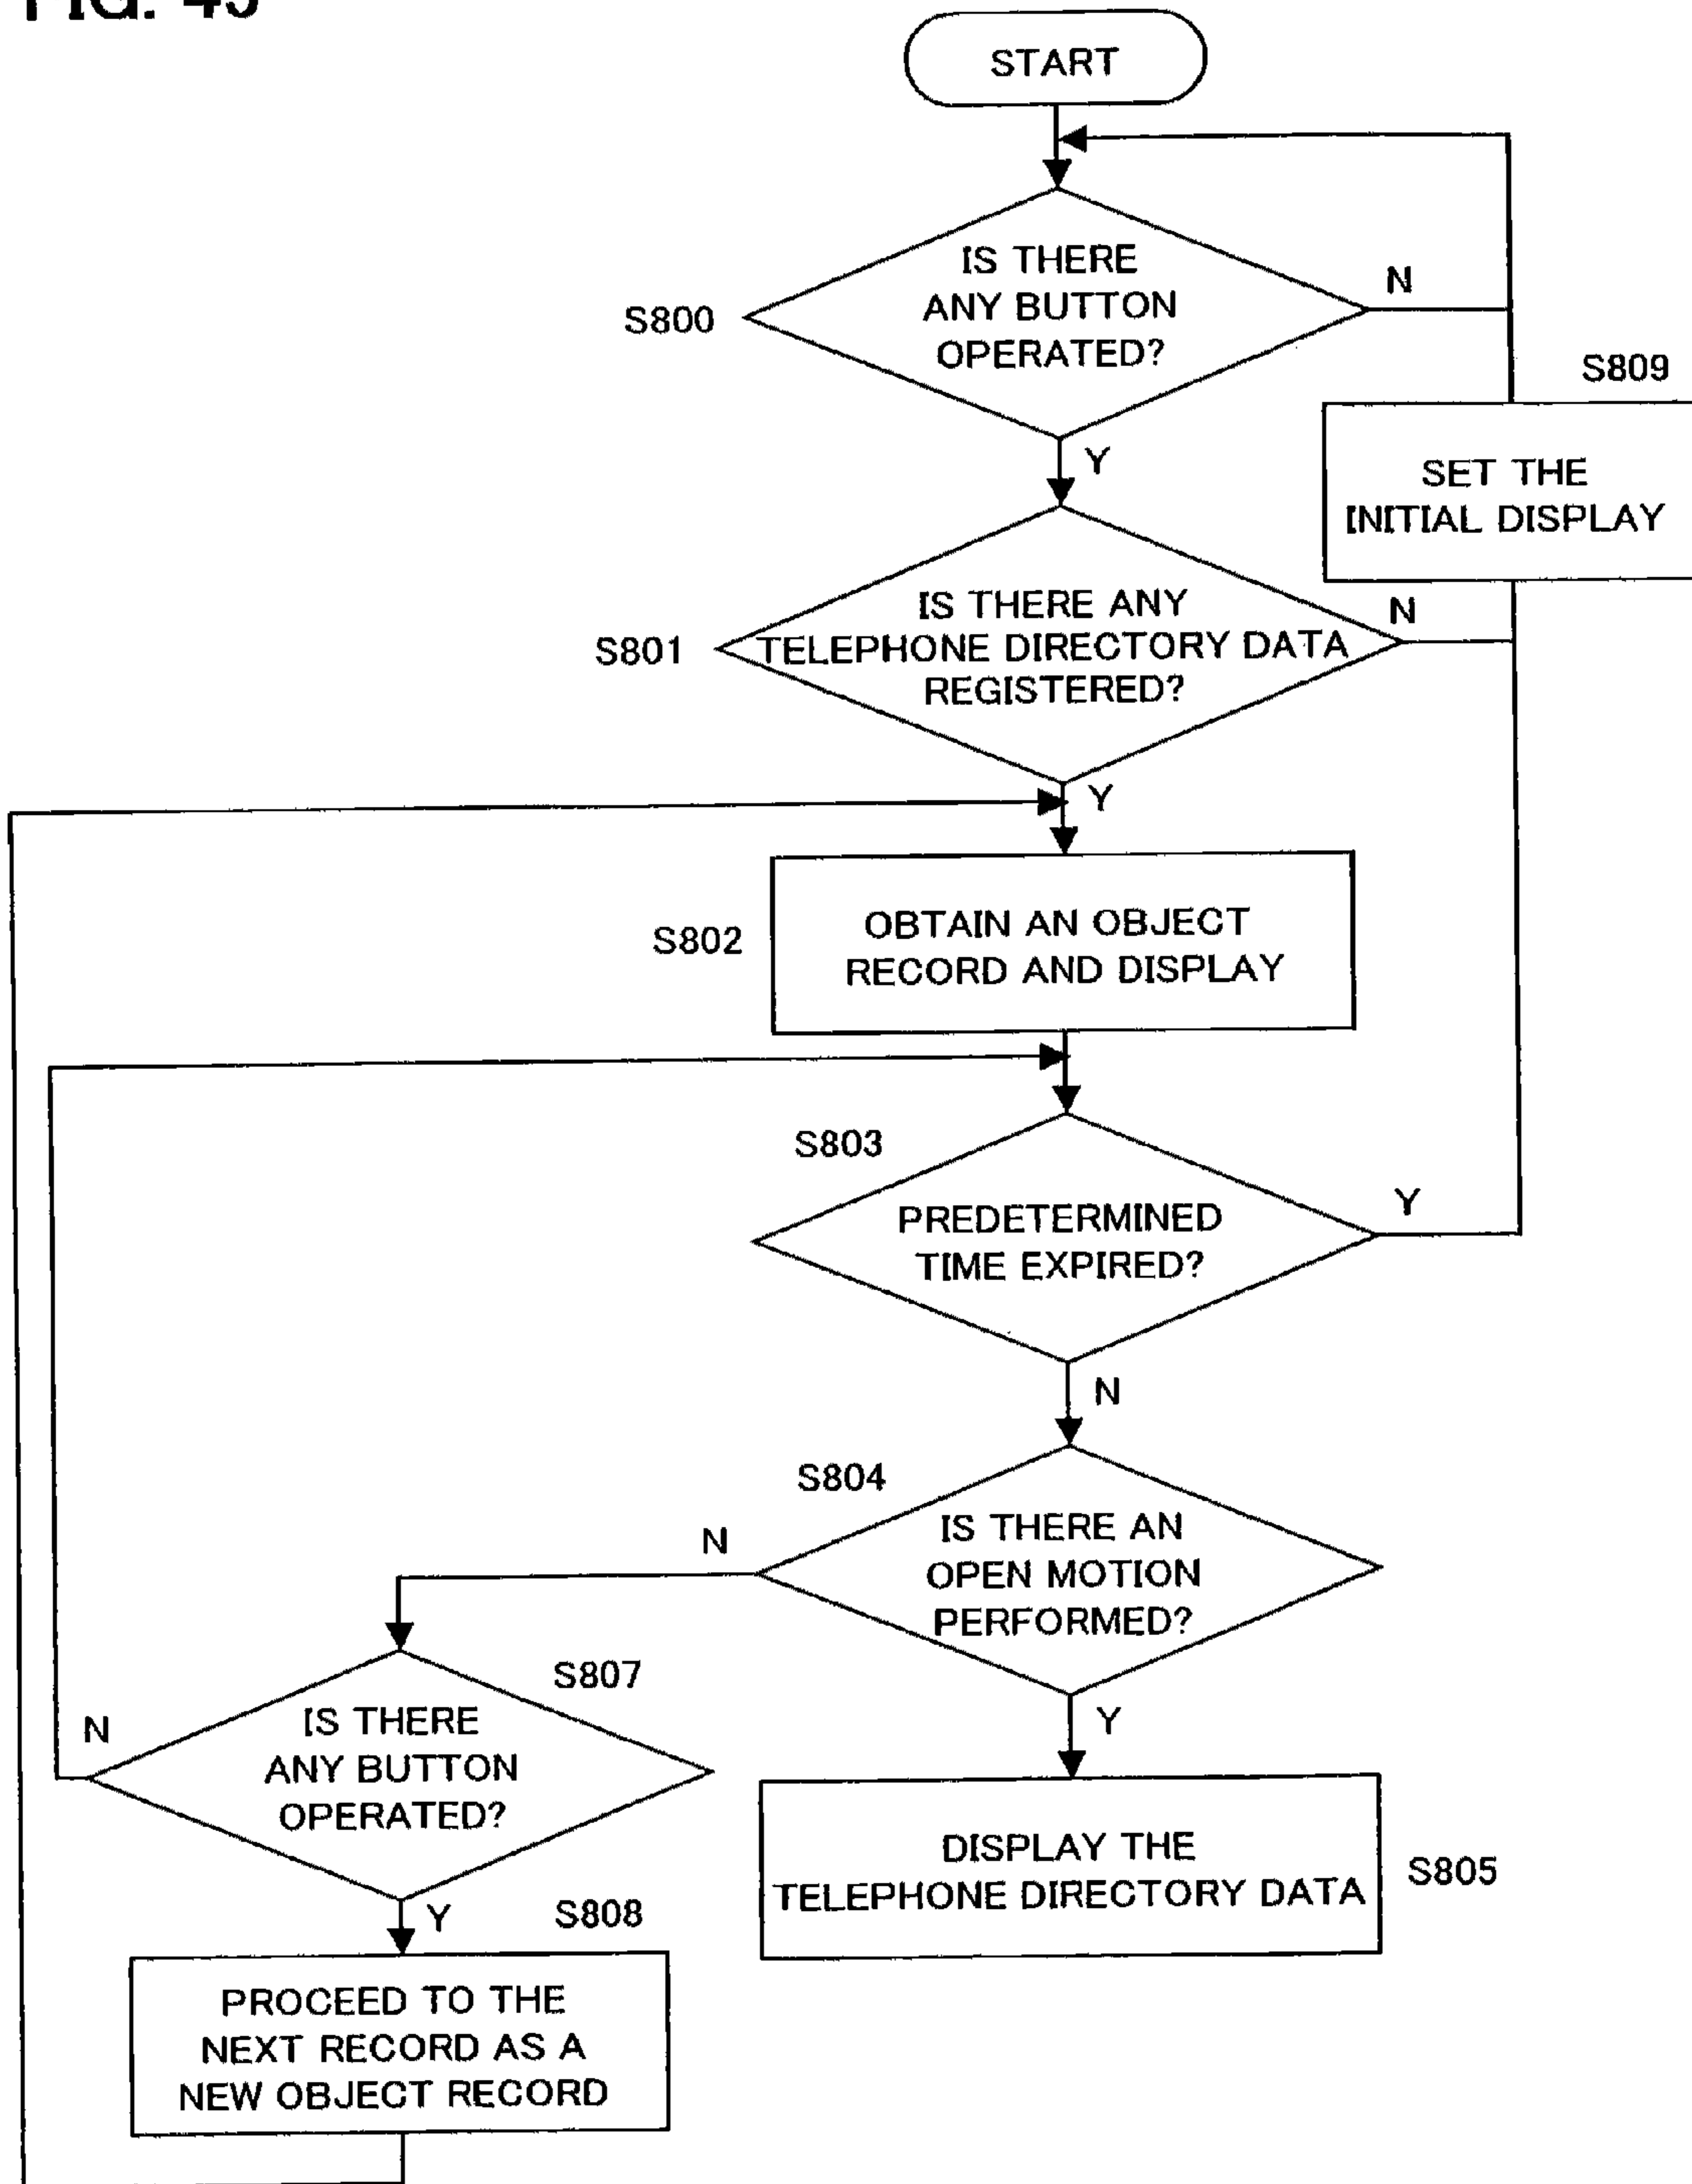 START
IS THERE
ANY BUTTON
OPERATED?
N
S800
S809
Y
SET THE
INITIAL DISPLAY
IS THERE ANY
TELEPHONE DIRECTORY DATA
REGISTERED?
N
S801
Y
OBTAIN AN OBJECT
RECORD AND DISPLAY
S802
S803
PREDETERMINED
TIME EXPIRED?
Y
N
S804
IS THERE AN
OPEN MOTION
PERFORMED?
N
Y
S807
IS THERE
ANY BUTTON
OPERATED?
N
Y
DISPLAY THE
TELEPHONE DIRECTORY DATA
S805
S808
PROCEED TO THE
NEXT RECORD AS A
NEW OBJECT RECORD